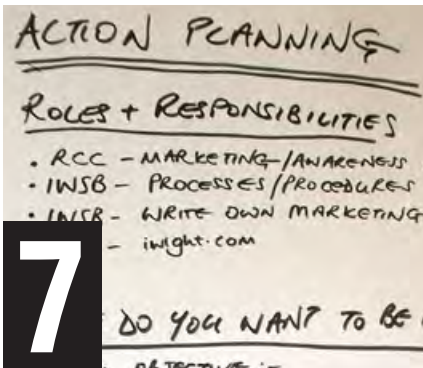 ACTION PLANNING
ROLES + RESPONSIBILITIES
• RCC – MARKETING/AWARENESS
• IWSB – PROCESSES/PROCEDURES
• IWSB – WRITE OWN MARKETING
– iwight.com
7
DO YOU WANT TO BE
OBJECTIVE :-